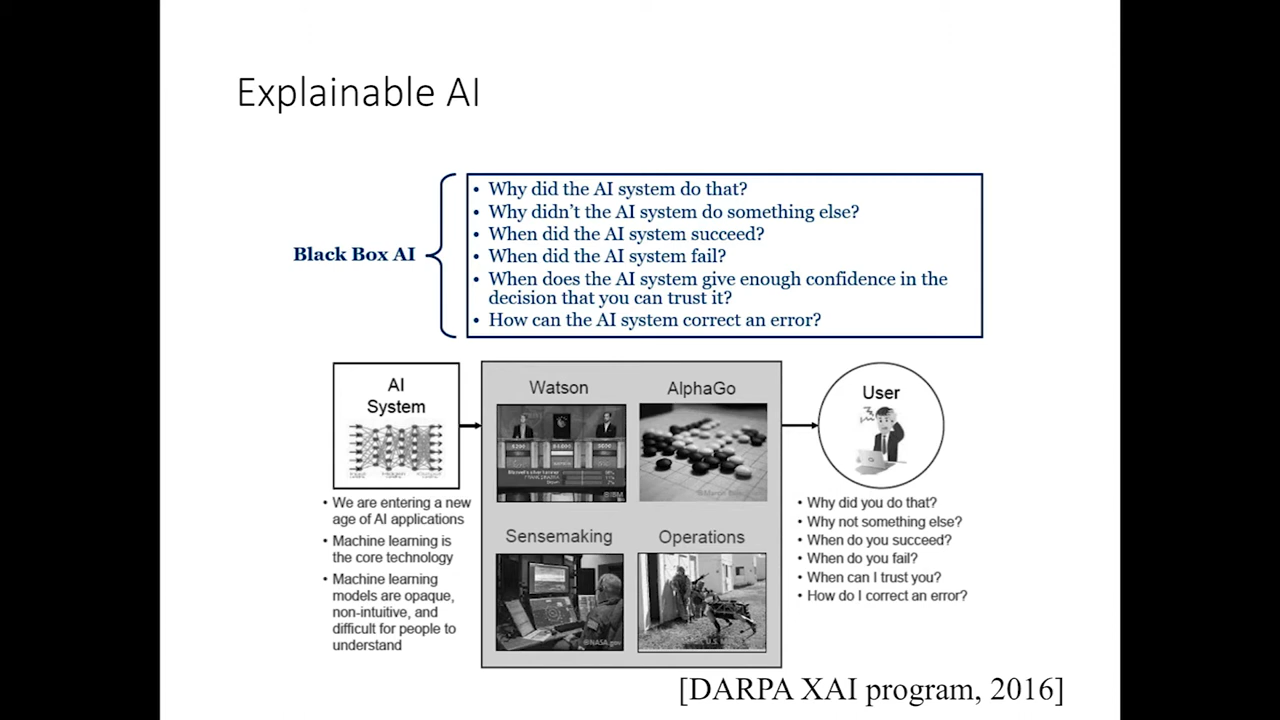 Explainable AI
Black Box AI
• Why did the AI system do that?
• Why didn't the AI system do something else?
• When did the AI system succeed?
• When did the AI system fail?
• When does the AI system give enough confidence in the
decision that you can trust it?
• How can the AI system correct an error?
AI
System
• We are entering a new
age of AI applications
• Machine learning is
the core technology
• Machine learning
models are opaque,
non-intuitive, and
difficult for people to
understand
Watson
AlphaGo
Sensemaking
Operations
©IBM
©NASA.gov
User
• Why did you do that?
• Why not something else?
• When do you succeed?
• When do you fail?
• When can I trust you?
• How do I correct an error?
[DARPA XAI program, 2016]